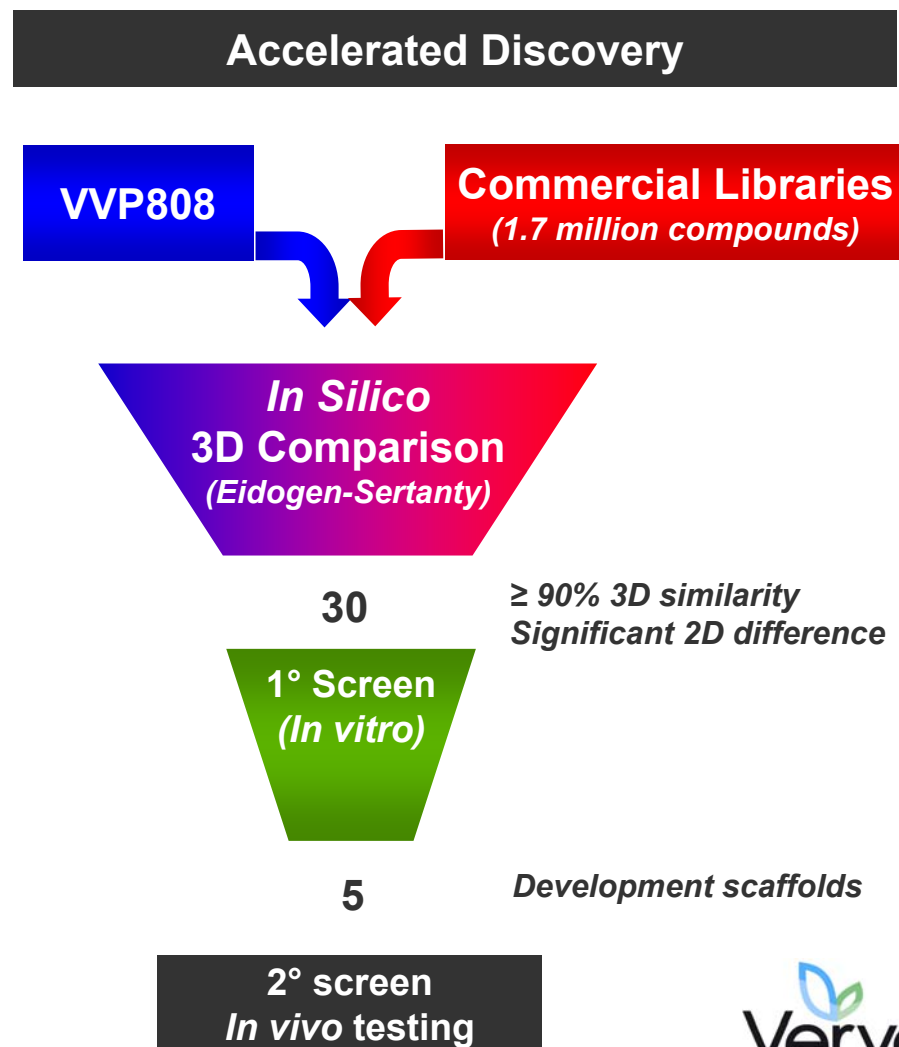 Accelerated Discovery
VVP808
Commercial Libraries
(1.7 million compounds)
In Silico
3D Comparison
(Eidogen-Sertanty)
30
≥ 90% 3D similarity
Significant 2D difference
1° Screen
(In vitro)
5
Development scaffolds
2° screen
In vivo testing